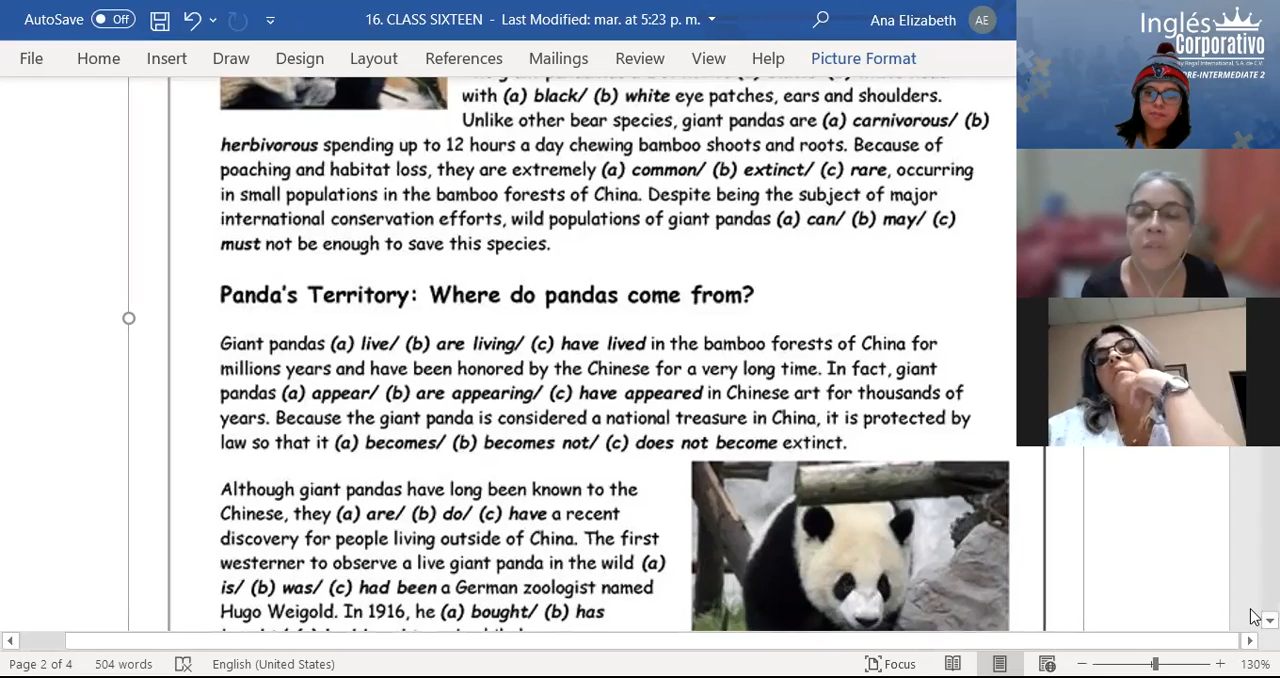 AutoSave Off 16. CLASS SIXTEEN - Last Modified: mar. at 5:23 p. m. Ana Elizabeth AE
File Home Insert Draw Design Layout References Mailings Review View Help Picture Format
with (a) black/ (b) white eye patches, ears and shoulders.
Unlike other bear species, giant pandas are (a) carnivorous/ (b)
herbivorous spending up to 12 hours a day chewing bamboo shoots and roots. Because of
poaching and habitat loss, they are extremely (a) common/ (b) extinct/ (c) rare, occurring
in small populations in the bamboo forests of China. Despite being the subject of major
international conservation efforts, wild populations of giant pandas (a) can/ (b) may/ (c)
must not be enough to save this species.
Panda's Territory: Where do pandas come from?
Giant pandas (a) live/ (b) are living/ (c) have lived in the bamboo forests of China for
millions years and have been honored by the Chinese for a very long time. In fact, giant
pandas (a) appear/ (b) are appearing/ (c) have appeared in Chinese art for thousands of
years. Because the giant panda is considered a national treasure in China, it is protected by
law so that it (a) becomes/ (b) becomes not/ (c) does not become extinct.
Although giant pandas have long been known to the
Chinese, they (a) are/ (b) do/ (c) have a recent
discovery for people living outside of China. The first
westerner to observe a live giant panda in the wild (a)
is/ (b) was/ (c) had been a German zoologist named
Hugo Weigold. In 1916, he (a) bought/ (b) has
Page 2 of 4 504 words English (United States) Focus 130%
Inglés
Corporativo
PRE-INTERMEDIATE 2